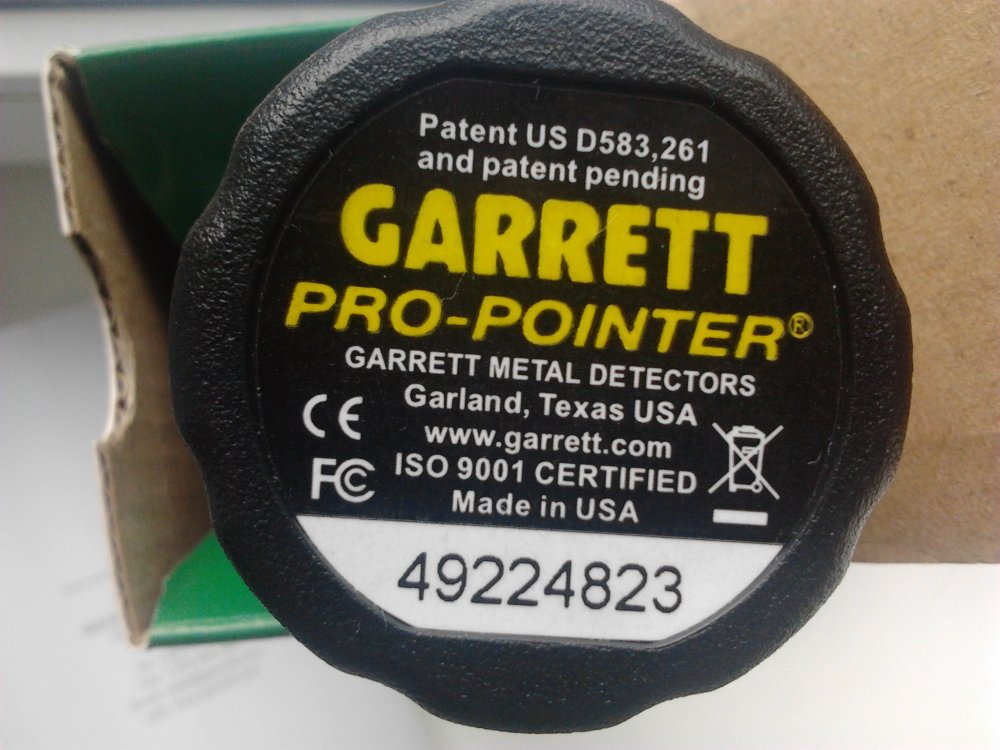 Patent US D583,261
and patent pending
GARRETT
PRO-POINTER®
GARRETT METAL DETECTORS
Garland, Texas USA
www.garrett.com
CE
FC
ISO 9001 CERTIFIED
Made in USA
49224823